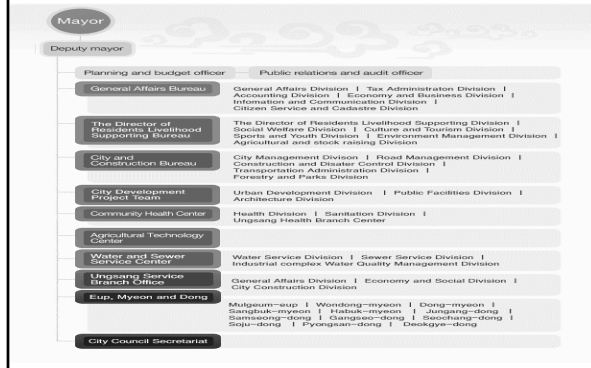 Mayor
Deputy mayor
Planning and budget officer Public relations and audit officer
General Affairs Bureau
General Affairs Division | Tax Administraton Division |
Accounting Division | Economy and Business Division |
Infomation and Communication Division |
Citizen Service and Cadastre Division
The Director of
Residents Livelihood
Supporting Bureau
The Director of Residents Livelihood Supporting Division |
Social Welfare Division | Culture and Tourism Division |
Sports and Youth Division | Environment Management Division |
Agricultural and stock raising Division
City and
Construction Bureau
City Management Division | Road Management Division |
Construction and Disater Control Division |
Transportation Administration Division |
Forestry and Parks Division
City Development
Project Team
Urban Development Division | Public Facilities Division |
Architecture Division
Community Health Center
Health Division | Sanitation Division |
Ungsang Health Branch Center
Agricultural Technology
Center
Water and Sewer
Service Center
Water Service Division | Sewer Service Division |
Industrial complex Water Quality Management Division
Ungsang Service
Branch Office
General Affairs Division | Economy and Social Division |
City Construction Division
Eup, Myeon and Dong
Mulgeum-eup | Wondong-myeon | Dong-myeon |
Sangbuk-myeon | Habuk-myeon | Jungang-dong |
Samseong-dong | Gangseo-dong | Seochang-dong |
Soju-dong | Pyongsan-dong | Deokgye-dong
City Council Secretariat